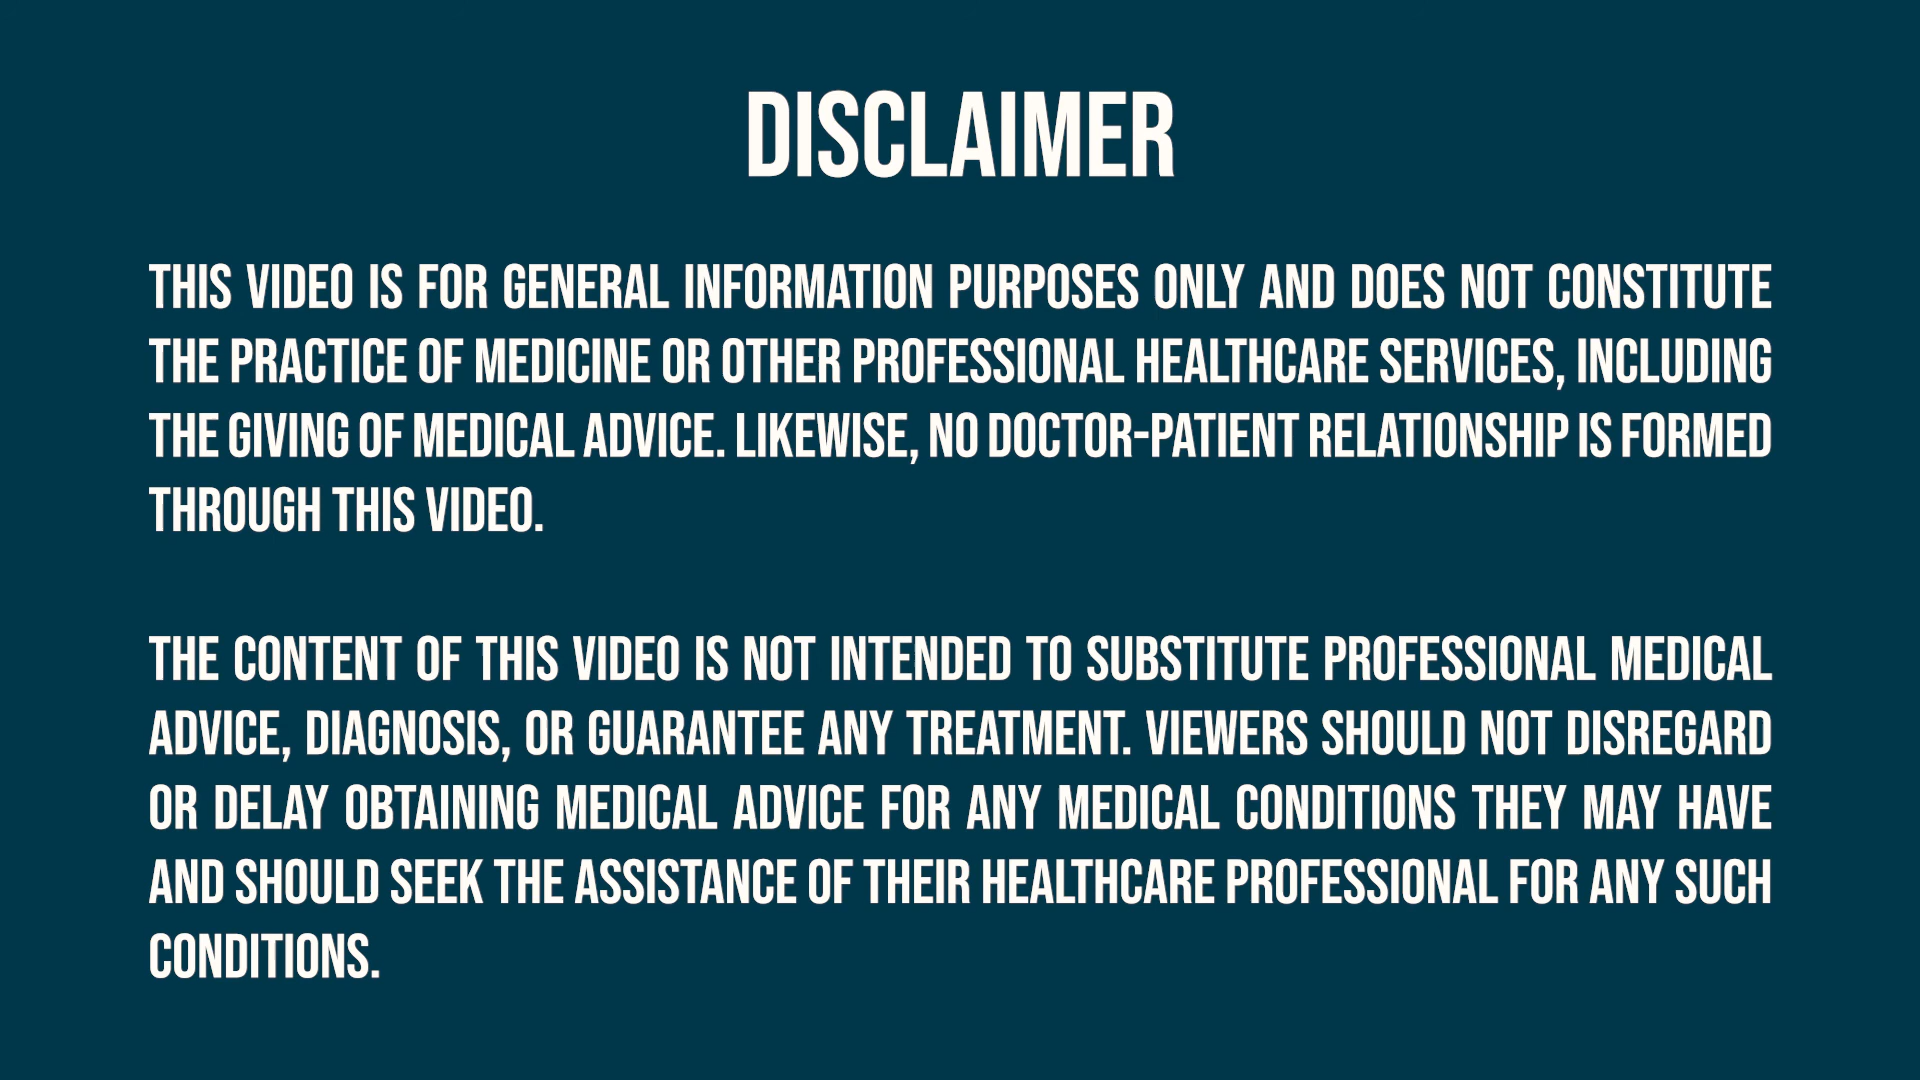 DISCLAIMER
THIS VIDEO IS FOR GENERAL INFORMATION PURPOSES ONLY AND DOES NOT CONSTITUTE
THE PRACTICE OF MEDICINE OR OTHER PROFESSIONAL HEALTHCARE SERVICES, INCLUDING
THE GIVING OF MEDICAL ADVICE. LIKEWISE, NO DOCTOR-PATIENT RELATIONSHIP IS FORMED
THROUGH THIS VIDEO.
THE CONTENT OF THIS VIDEO IS NOT INTENDED TO SUBSTITUTE PROFESSIONAL MEDICAL
ADVICE, DIAGNOSIS, OR GUARANTEE ANY TREATMENT. VIEWERS SHOULD NOT DISREGARD
OR DELAY OBTAINING MEDICAL ADVICE FOR ANY MEDICAL CONDITIONS THEY MAY HAVE
AND SHOULD SEEK THE ASSISTANCE OF THEIR HEALTHCARE PROFESSIONAL FOR ANY SUCH
CONDITIONS.